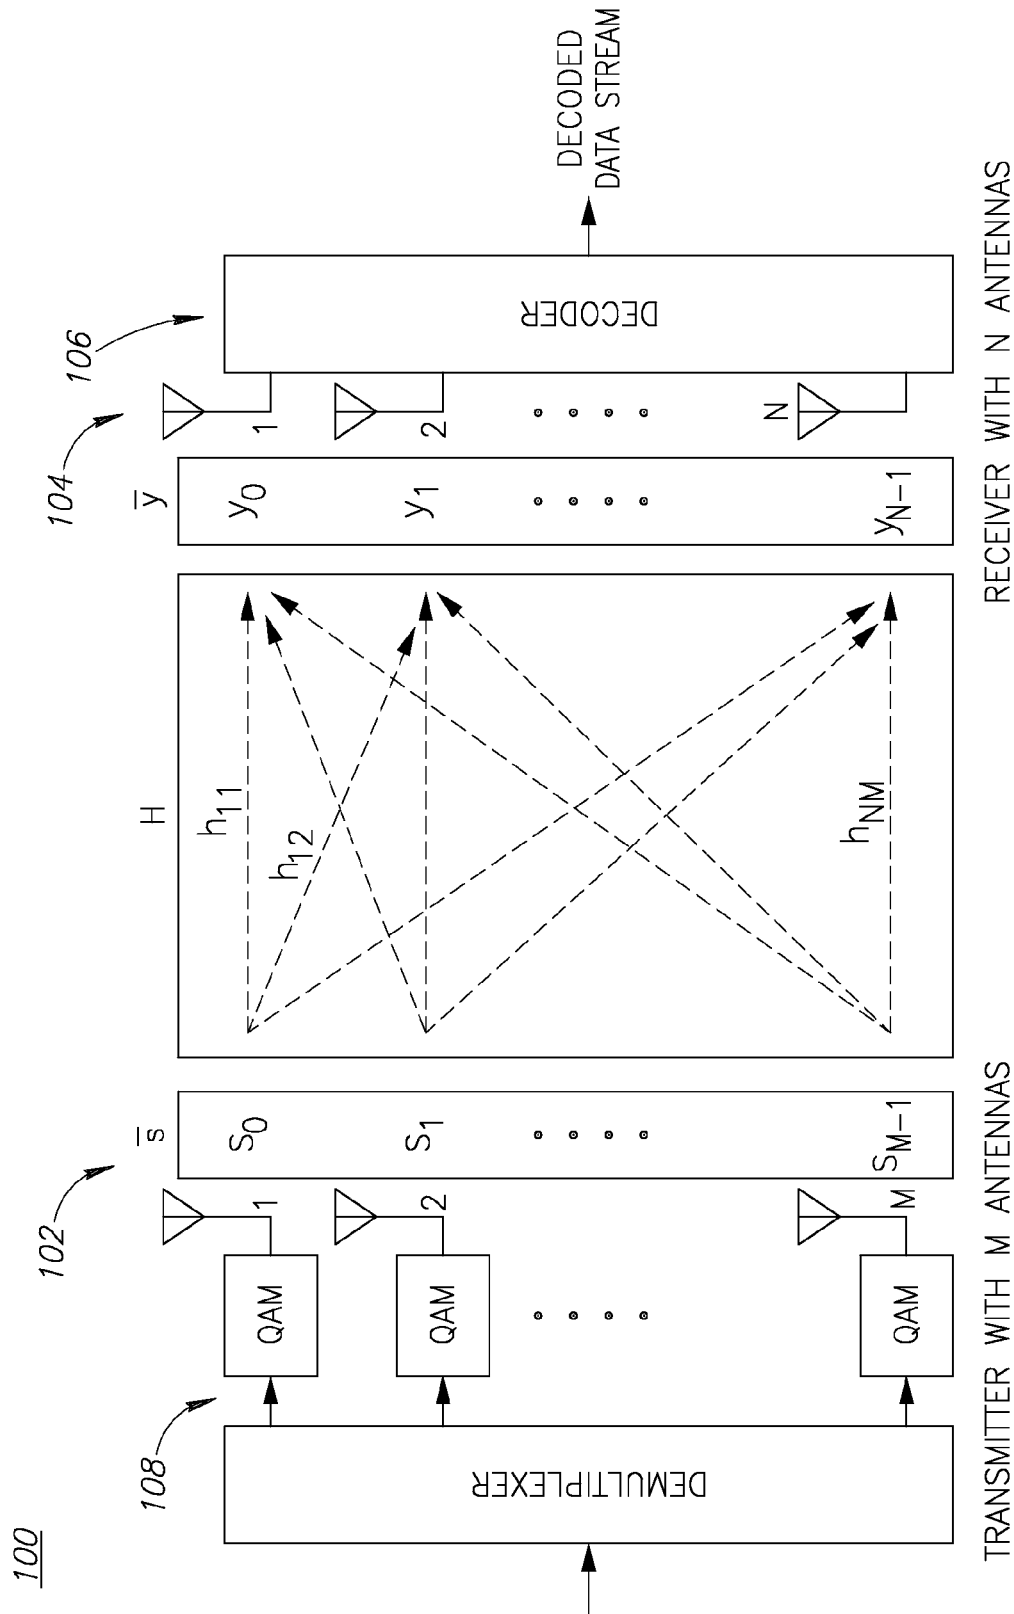 100
108
102
104
106
DEMULTIPLEXER
QAM
QAM
QAM
1
2
M
s̅
S0
S1
SM-1
H
h11
h12
hNM
y̅
y0
y1
yN-1
1
2
N
DECODER
DECODED
DATA STREAM
TRANSMITTER WITH M ANTENNAS
RECEIVER WITH N ANTENNAS